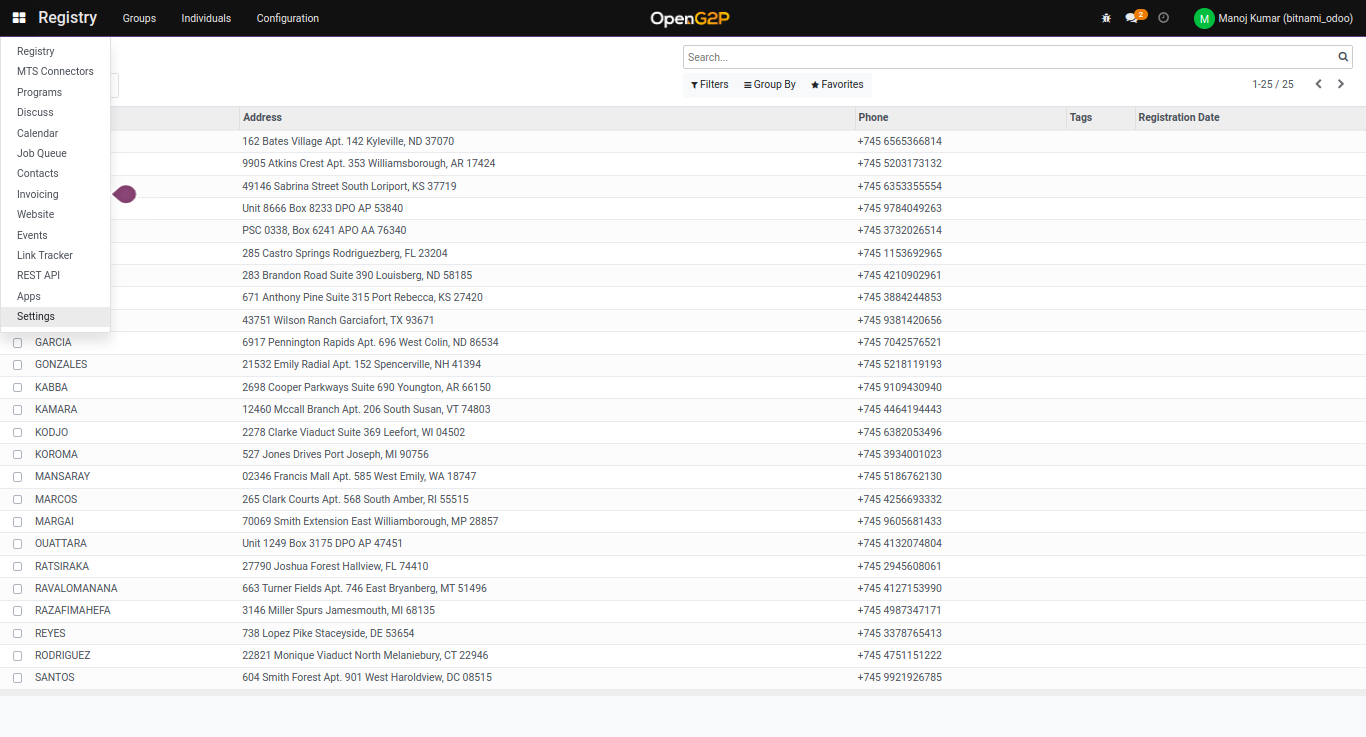 Registry Groups Individuals Configuration OpenG2P 2 M Manoj Kumar (bitnami_odoo)
Registry
MTS Connectors
Programs
Discuss
Calendar
Job Queue
Contacts
Invoicing
Website
Events
Link Tracker
REST API
Apps
Settings
Search...
Filters Group By Favorites 1-25 / 25
Address Phone Tags Registration Date
162 Bates Village Apt. 142 Kyleville, ND 37070 +745 6565366814
9905 Atkins Crest Apt. 353 Williamsborough, AR 17424 +745 5203173132
49146 Sabrina Street South Loriport, KS 37719 +745 6353355554
Unit 8666 Box 8233 DPO AP 53840 +745 9784049263
PSC 0338, Box 6241 APO AA 76340 +745 3732026514
285 Castro Springs Rodriguezberg, FL 23204 +745 1153692965
283 Brandon Road Suite 390 Louisberg, ND 58185 +745 4210902961
671 Anthony Pine Suite 315 Port Rebecca, KS 27420 +745 3884244853
43751 Wilson Ranch Garciafort, TX 93671 +745 9381420656
GARCIA 6917 Pennington Rapids Apt. 696 West Colin, ND 86534 +745 7042576521
GONZALES 21532 Emily Radial Apt. 152 Spencerville, NH 41394 +745 5218119193
KABBA 2698 Cooper Parkways Suite 690 Youngton, AR 66150 +745 9109430940
KAMARA 12460 Mccall Branch Apt. 206 South Susan, VT 74803 +745 4464194443
KODJO 2278 Clarke Viaduct Suite 369 Leefort, WI 04502 +745 6382053496
KOROMA 527 Jones Drives Port Joseph, MI 90756 +745 3934001023
MANSARAY 02346 Francis Mall Apt. 585 West Emily, WA 18747 +745 5186762130
MARCOS 265 Clark Courts Apt. 568 South Amber, RI 55515 +745 4256693332
MARGAI 70069 Smith Extension East Williamborough, MP 28857 +745 9605681433
OUATTARA Unit 1249 Box 3175 DPO AP 47451 +745 4132074804
RATSIRAKA 27790 Joshua Forest Hallview, FL 74410 +745 2945608061
RAVALOMANANA 663 Turner Fields Apt. 746 East Bryanberg, MT 51496 +745 4127153990
RAZAFIMAHEFA 3146 Miller Spurs Jamesmouth, MI 68135 +745 4987347171
REYES 738 Lopez Pike Staceyside, DE 53654 +745 3378765413
RODRIGUEZ 22821 Monique Viaduct North Melaniebury, CT 22946 +745 4751151222
SANTOS 604 Smith Forest Apt. 901 West Haroldview, DC 08515 +745 9921926785